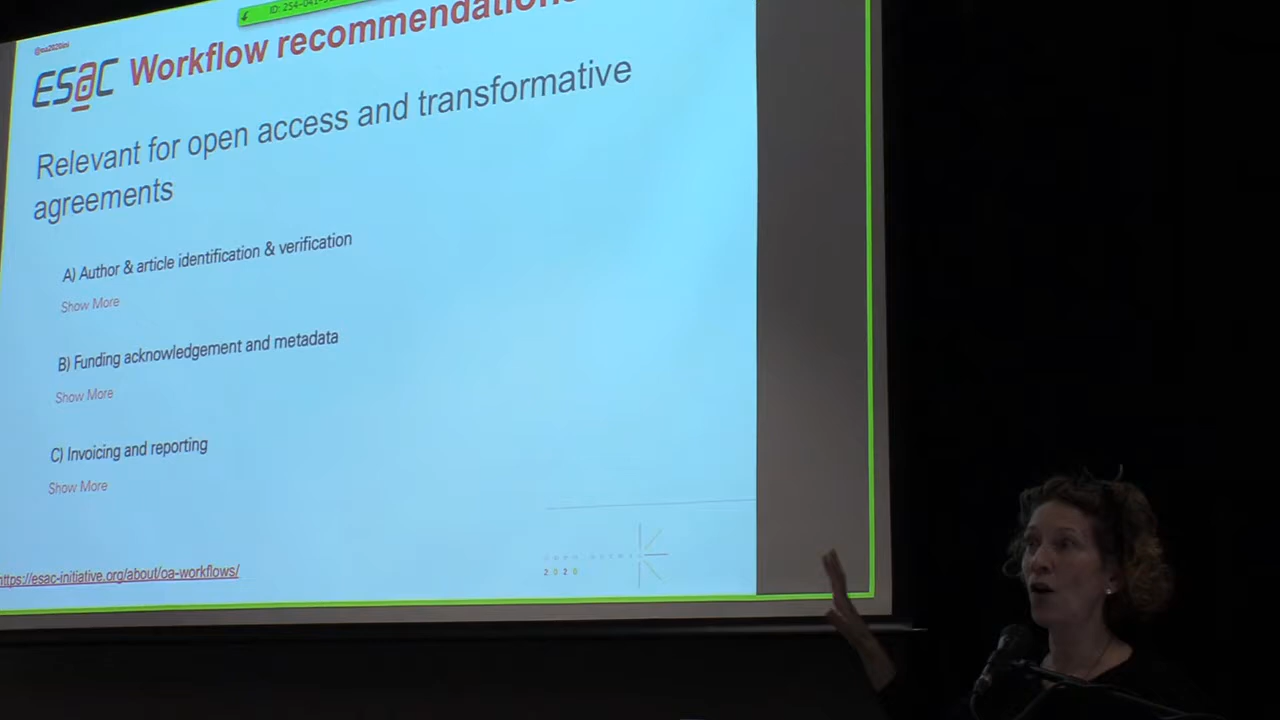 @oa2020ini
ESAC Workflow recommendations
Relevant for open access and transformative
agreements
A) Author & article identification & verification
Show More
B) Funding acknowledgement and metadata
Show More
C) Invoicing and reporting
Show More
2020
https://esac-initiative.org/about/oa-workflows/